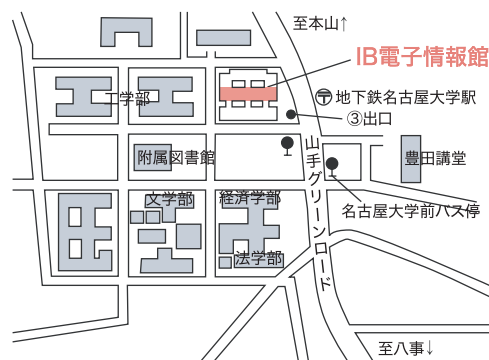 至本山↑
IB電子情報館
工学部
〒地下鉄名古屋大学駅
③出口
附属図書館
山手グリーンロード
豊田講堂
文学部
経済学部
名古屋大学前バス停
法学部
至八事↓